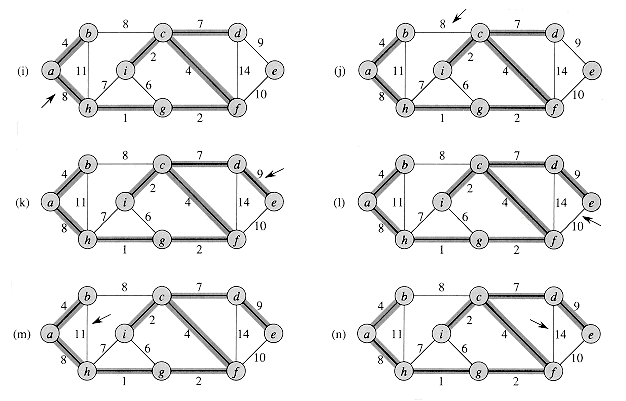 8 7
b c d
4 2 9
(i) a 11 i 4 14 e
8 7 6 10
h g f
1 2
8 7
b c d
4 2 9
(j) a 11 i 4 14 e
8 7 6 10
h g f
1 2
8 7
b c d
4 2 9
(k) a 11 i 4 14 e
8 7 6 10
h g f
1 2
8 7
b c d
4 2 9
(l) a 11 i 4 14 e
8 7 6 10
h g f
1 2
8 7
b c d
4 2 9
(m) a 11 i 4 14 e
8 7 6 10
h g f
1 2
8 7
b c d
4 2 9
(n) a 11 i 4 14 e
8 7 6 10
h g f
1 2